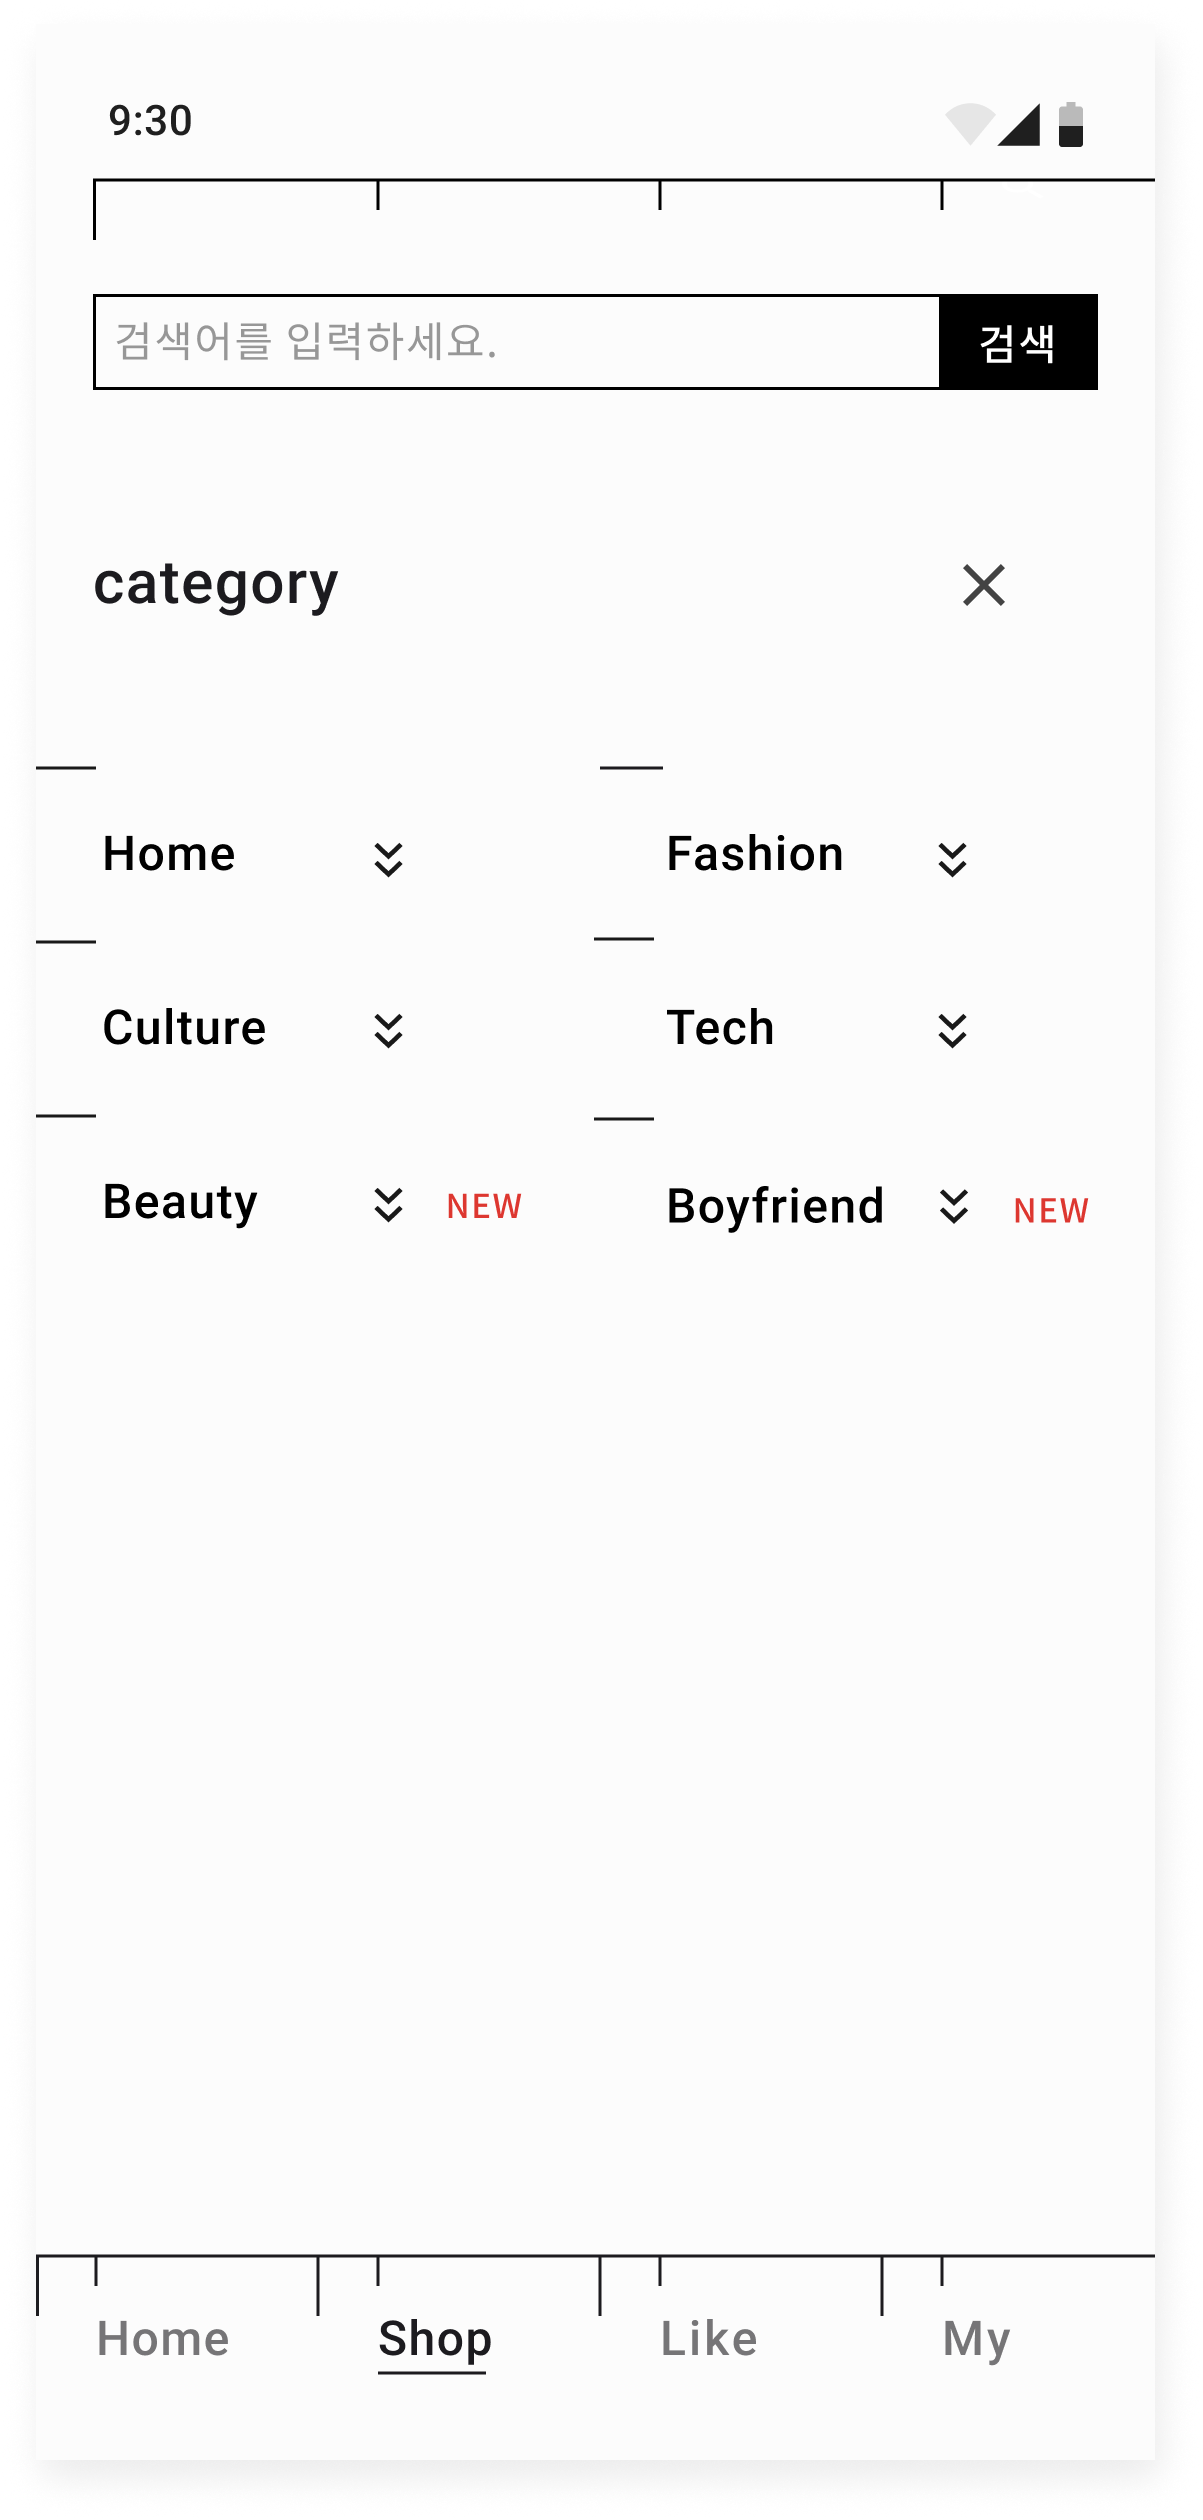 9:30
검색어를 입력하세요.
검색
category
Home
Fashion
Culture
Tech
Beauty NEW
Boyfriend NEW
Home Shop Like My